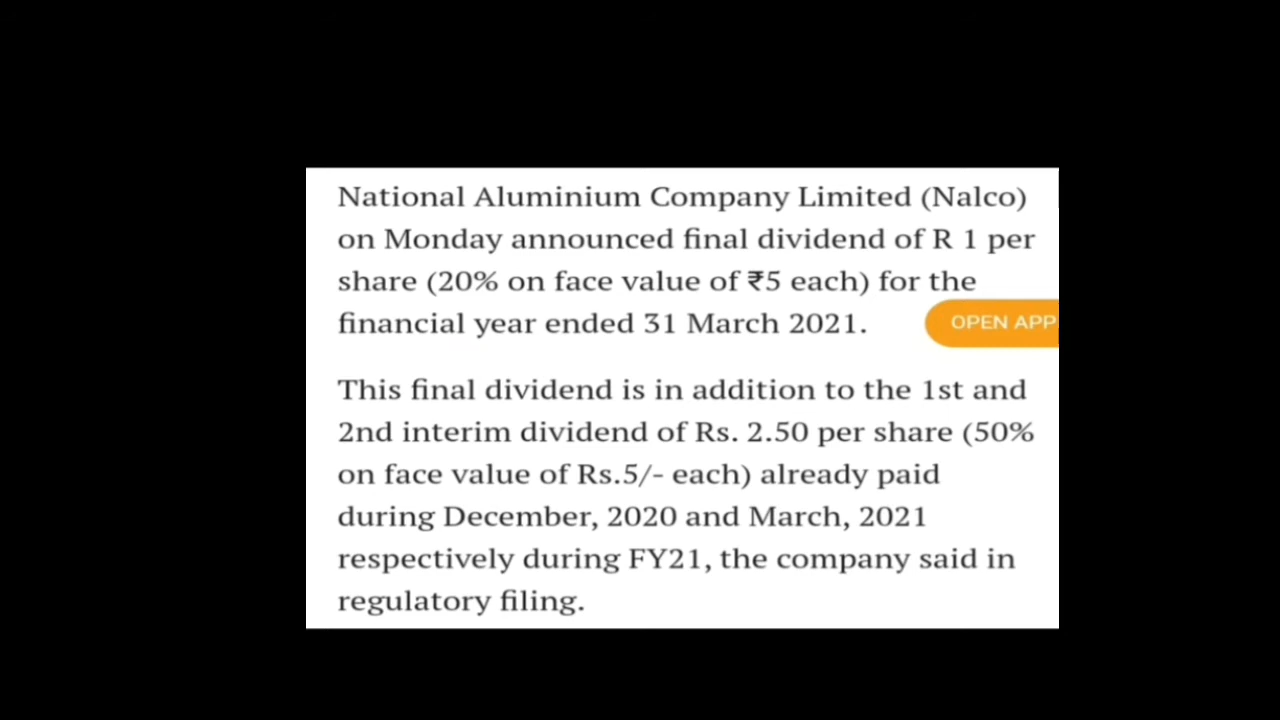 National Aluminium Company Limited (Nalco)
on Monday announced final dividend of R 1 per
share (20% on face value of ₹5 each) for the
financial year ended 31 March 2021.
OPEN APP
This final dividend is in addition to the 1st and
2nd interim dividend of Rs. 2.50 per share (50%
on face value of Rs.5/- each) already paid
during December, 2020 and March, 2021
respectively during FY21, the company said in
regulatory filing.